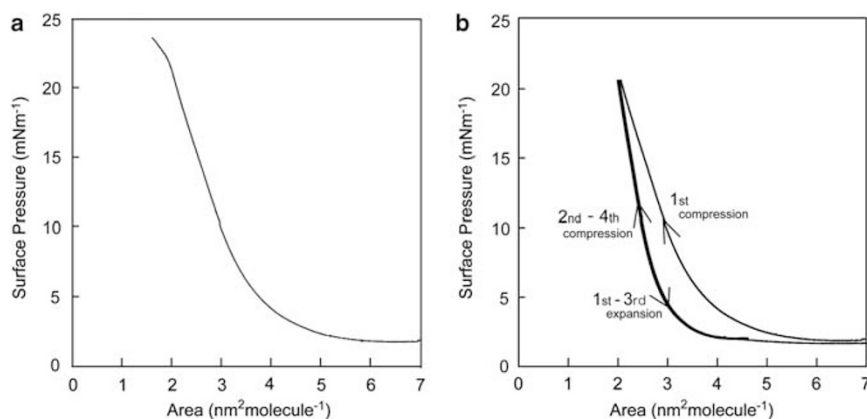 a
25
20
15
10
5
0
Surface Pressure (mNm⁻¹)
0 1 2 3 4 5 6 7
Area (nm²molecule⁻¹)
b
25
20
15
10
5
0
Surface Pressure (mNm⁻¹)
1st
compression
2nd - 4th
compression
1st - 3rd
expansion
0 1 2 3 4 5 6 7
Area (nm²molecule⁻¹)